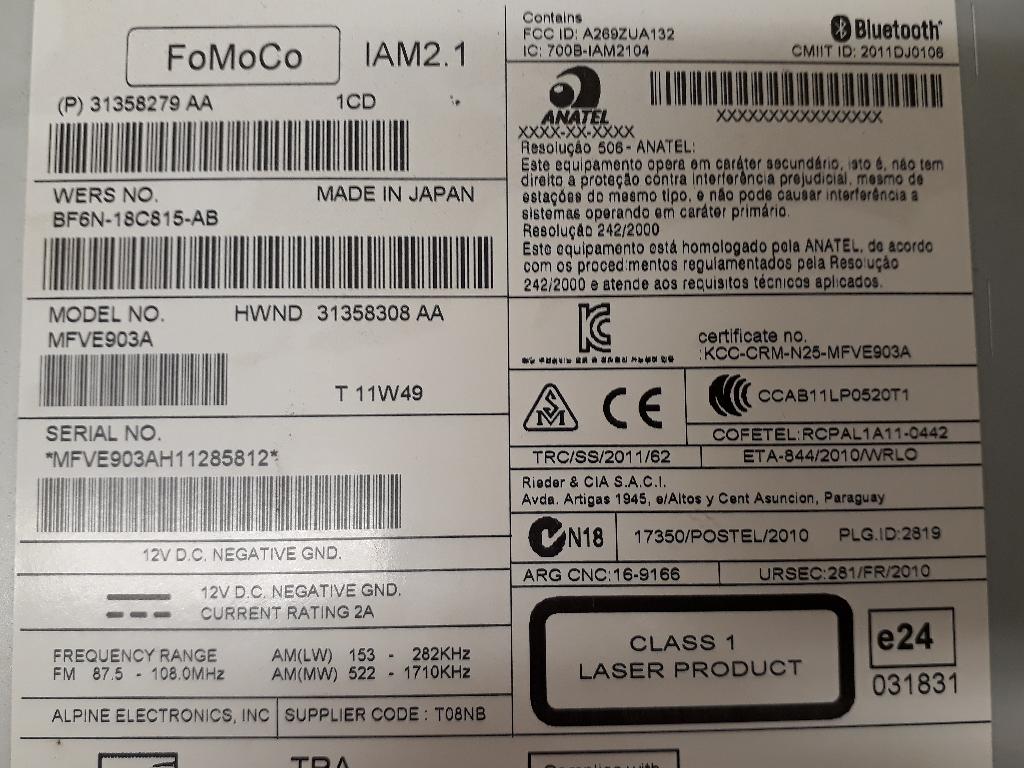 FoMoCo IAM2.1
(P) 31358279 AA 1CD
WERS NO. MADE IN JAPAN
BF6N-18C815-AB
MODEL NO. HWND 31358308 AA
MFVE903A
T 11W49
SERIAL NO.
*MFVE903AH11285812*
12V D.C. NEGATIVE GND.
12V D.C. NEGATIVE GND.
CURRENT RATING 2A
FREQUENCY RANGE AM(LW) 153 - 282KHz
FM 87.5 - 108.0MHz AM(MW) 522 - 1710KHz
ALPINE ELECTRONICS, INC SUPPLIER CODE : T08NB
TRA
Contains
FCC ID: A269ZUA132
IC: 700B-IAM2104
Bluetooth
CMIIT ID: 2011DJ0106
ANATEL
XXXX-XX-XXXX
XXXXXXXXXXXXXXX
Resolução 506 - ANATEL:
Este equipamento opera em caráter secundário, isto é, não tem
direito a proteção contra interferência prejudicial, mesmo de
estações do mesmo tipo, e não pode causar interferência a
sistemas operando em caráter primário.
Resolução 242/2000
Este equipamento está homologado pela ANATEL, de acordo
com os procedimentos regulamentados pela Resolução
242/2000 e atende aos requisitos técnicos aplicados.
certificate no.
:KCC-CRM-N25-MFVE903A
CE
CCAB11LP0520T1
COFETEL:RCPAL1A11-0442
TRC/SS/2011/62 ETA-844/2010/WRLO
Rieder & CIA S.A.C.I.
Avda. Artigas 1945, e/Altos y Cent Asuncion, Paraguay
N18 17350/POSTEL/2010 PLG.ID:2819
ARG CNC:16-9166 URSEC:281/FR/2010
CLASS 1
LASER PRODUCT
e24
031831
Complies with